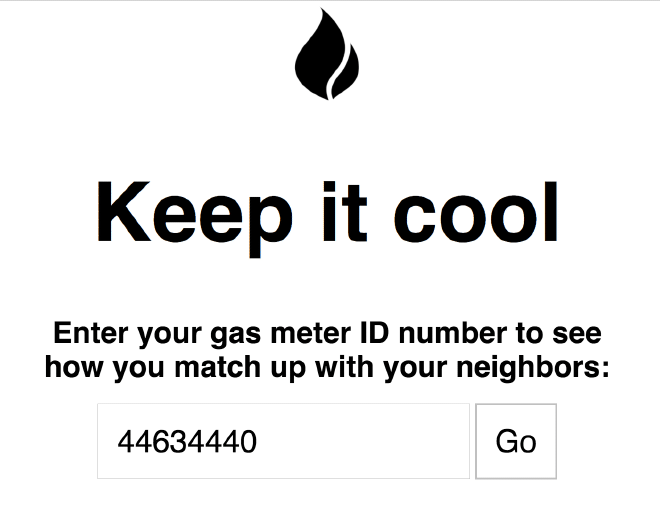 Keep it cool
Enter your gas meter ID number to see
how you match up with your neighbors:
44634440
Go